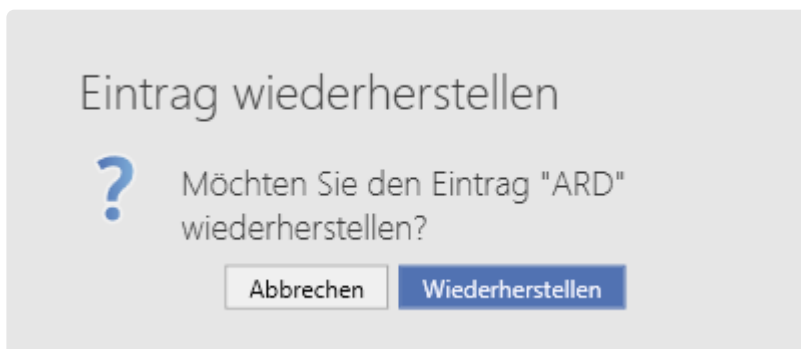 Eintrag wiederherstellen
?
Möchten Sie den Eintrag "ARD"
wiederherstellen?
Abbrechen Wiederherstellen